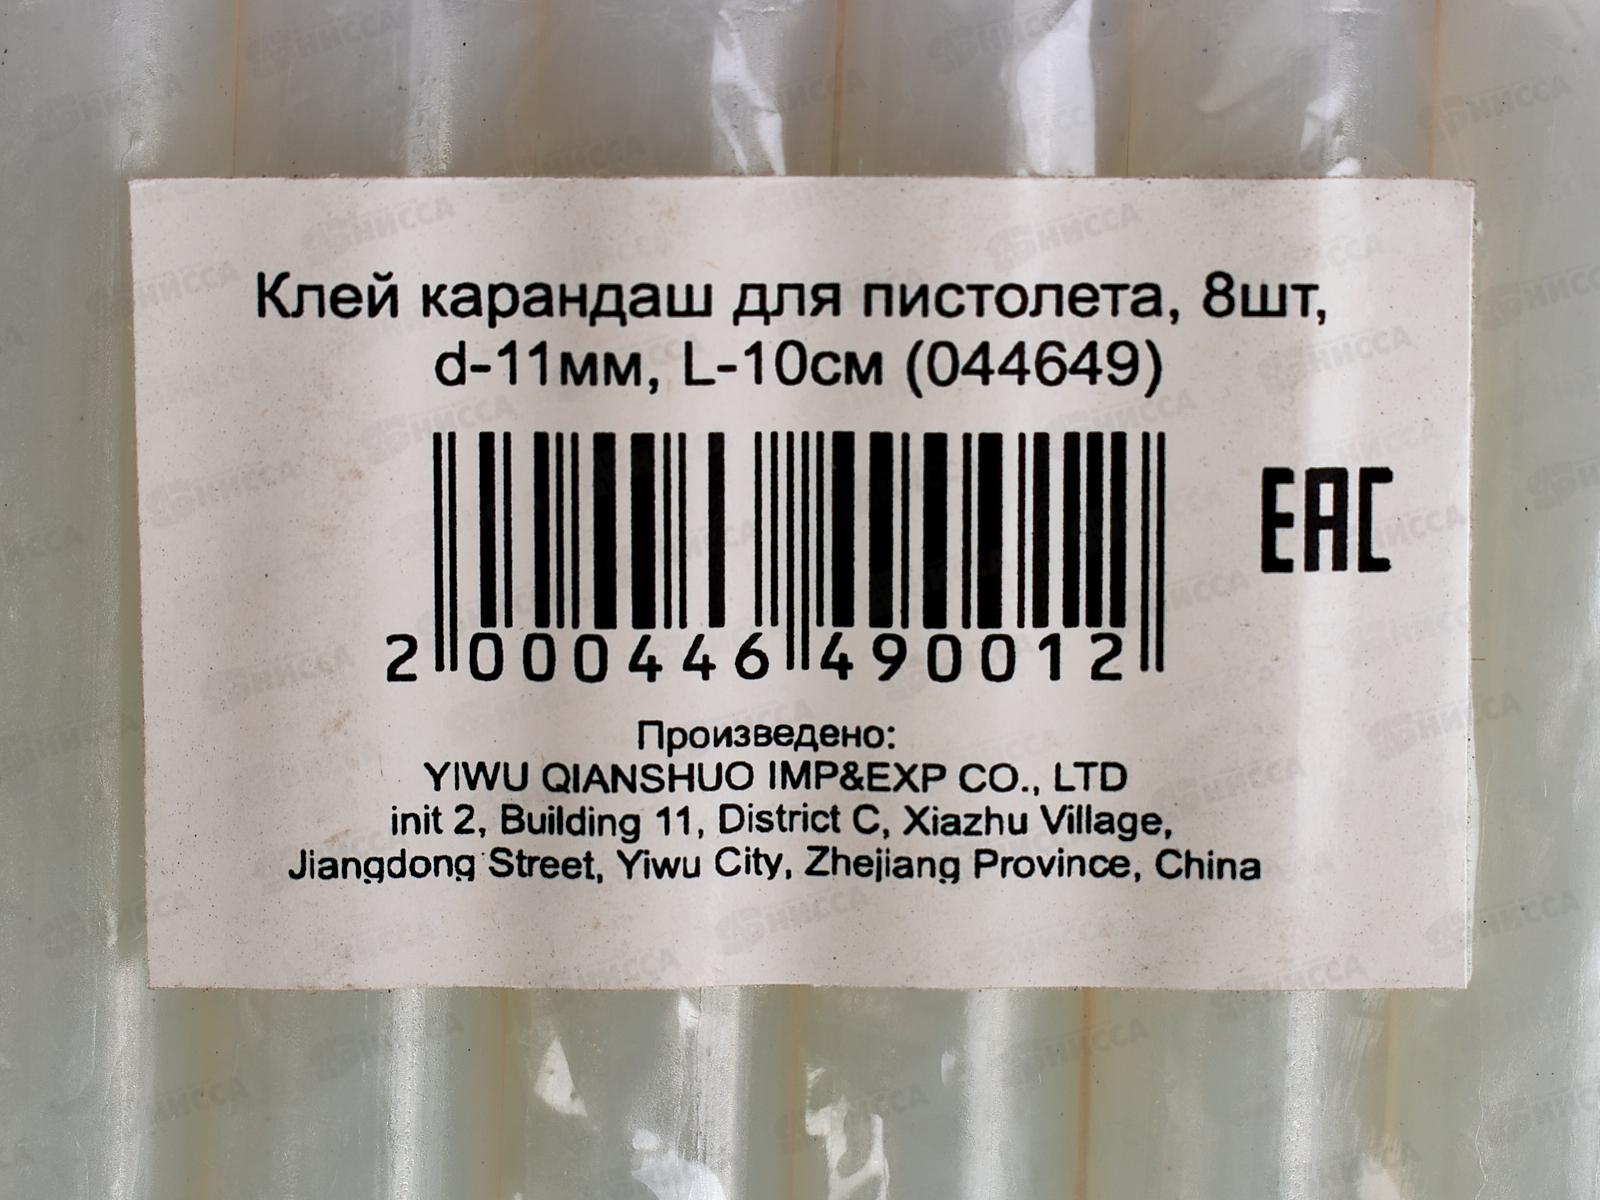 Клей карандаш для пистолета, 8шт,
d-11мм, L-10см (044649)
EAC
2 000446 490012
Произведено:
YIWU QIANSHUO IMP&EXP CO., LTD
init 2, Building 11, District C, Xiazhu Village,
Jiangdong Street, Yiwu City, Zhejiang Province, China